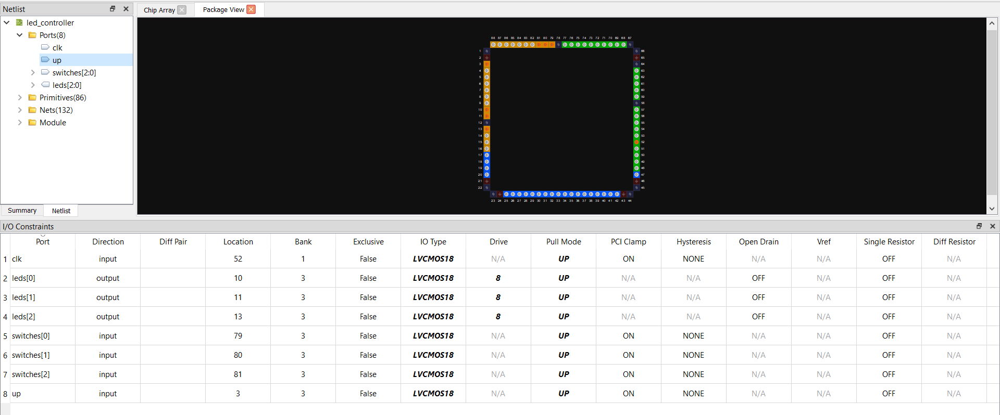 Netlist
led_controller
Ports(8)
clk
up
switches[2:0]
leds[2:0]
Primitives(86)
Nets(132)
Module
Summary Netlist
Chip Array Package View
88 87 86 85 84 83 82 81 80 79 78 77 76 75 74 73 72 71 70 69 68 67
1 66
2 65
3 64
4 63
5 62
6 61
7 60
8 59
9 58
10 57
11 56
12 55
13 54
14 53
15 52
16 51
17 50
18 49
19 48
20 47
21 46
22 45
23 24 25 26 27 28 29 30 31 32 33 34 35 36 37 38 39 40 41 42 43 44
I/O Constraints
Port Direction Diff Pair Location Bank Exclusive IO Type Drive Pull Mode PCI Clamp Hysteresis Open Drain Vref Single Resistor Diff Resistor
1 clk input 52 1 False LVCMOS18 N/A UP ON NONE N/A N/A OFF N/A
2 leds[0] output 10 3 False LVCMOS18 8 UP N/A N/A OFF N/A OFF N/A
3 leds[1] output 11 3 False LVCMOS18 8 UP N/A N/A OFF N/A OFF N/A
4 leds[2] output 13 3 False LVCMOS18 8 UP N/A N/A OFF N/A OFF N/A
5 switches[0] input 79 3 False LVCMOS18 N/A UP ON NONE N/A N/A OFF N/A
6 switches[1] input 80 3 False LVCMOS18 N/A UP ON NONE N/A N/A OFF N/A
7 switches[2] input 81 3 False LVCMOS18 N/A UP ON NONE N/A N/A OFF N/A
8 up input 3 3 False LVCMOS18 N/A UP ON NONE N/A N/A OFF N/A